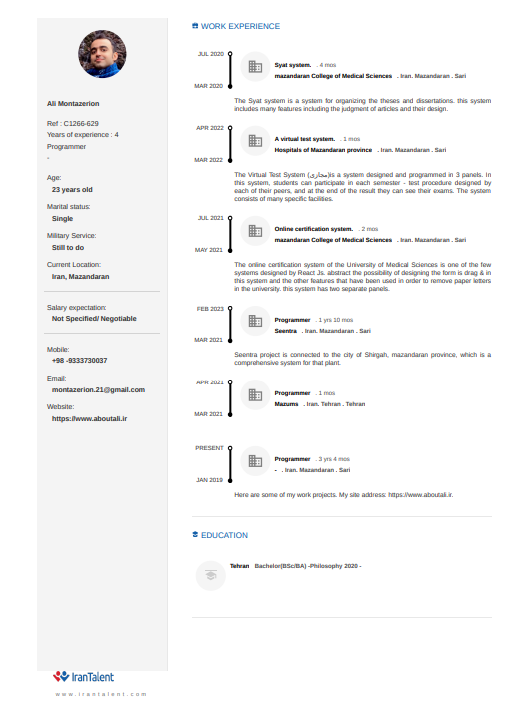 Ali Montazerion
Ref : C1266-629
Years of experience : 4
Programmer
-
Age:
23 years old
Marital status:
Single
Military Service:
Still to do
Current Location:
Iran, Mazandaran
Salary expectation:
Not Specified/ Negotiable
Mobile:
+98 -9333730037
Email:
montazerion.21@gmail.com
Website:
https://www.aboutali.ir
IranTalent
www.irantalent.com
WORK EXPERIENCE
JUL 2020
Syat system. . 4 mos
mazandaran College of Medical Sciences . Iran. Mazandaran . Sari
MAR 2020
The Syat system is a system for organizing the theses and dissertations. this system
includes many features including the judgment of articles and their design.
APR 2022
A virtual test system. . 1 mos
Hospitals of Mazandaran province . Iran. Mazandaran . Sari
MAR 2022
The Virtual Test System (مجازی)is a system designed and programmed in 3 panels. In
this system, students can participate in each semester - test procedure designed by
each of their peers, and at the end of the result they can see their exams. The system
consists of many specific facilities.
JUL 2021
Online certification system. . 2 mos
mazandaran College of Medical Sciences . Iran. Mazandaran . Sari
MAY 2021
The online certification system of the University of Medical Sciences is one of the few
systems designed by React Js. abstract the possibility of designing the form is drag & in
this system and the other features that have been used in order to remove paper letters
in the university. this system has two separate panels.
FEB 2023
Programmer . 1 yrs 10 mos
Seentra . Iran. Mazandaran . Sari
MAR 2021
Seentra project is connected to the city of Shirgah, mazandaran province, which is a
comprehensive system for that plant.
APR 2021
Programmer . 1 mos
Mazums . Iran. Tehran . Tehran
MAR 2021
PRESENT
Programmer . 3 yrs 4 mos
- . Iran. Mazandaran . Sari
JAN 2019
Here are some of my work projects. My site address: https://www.aboutali.ir.
EDUCATION
Tehran Bachelor(BSc/BA) -Philosophy 2020 -